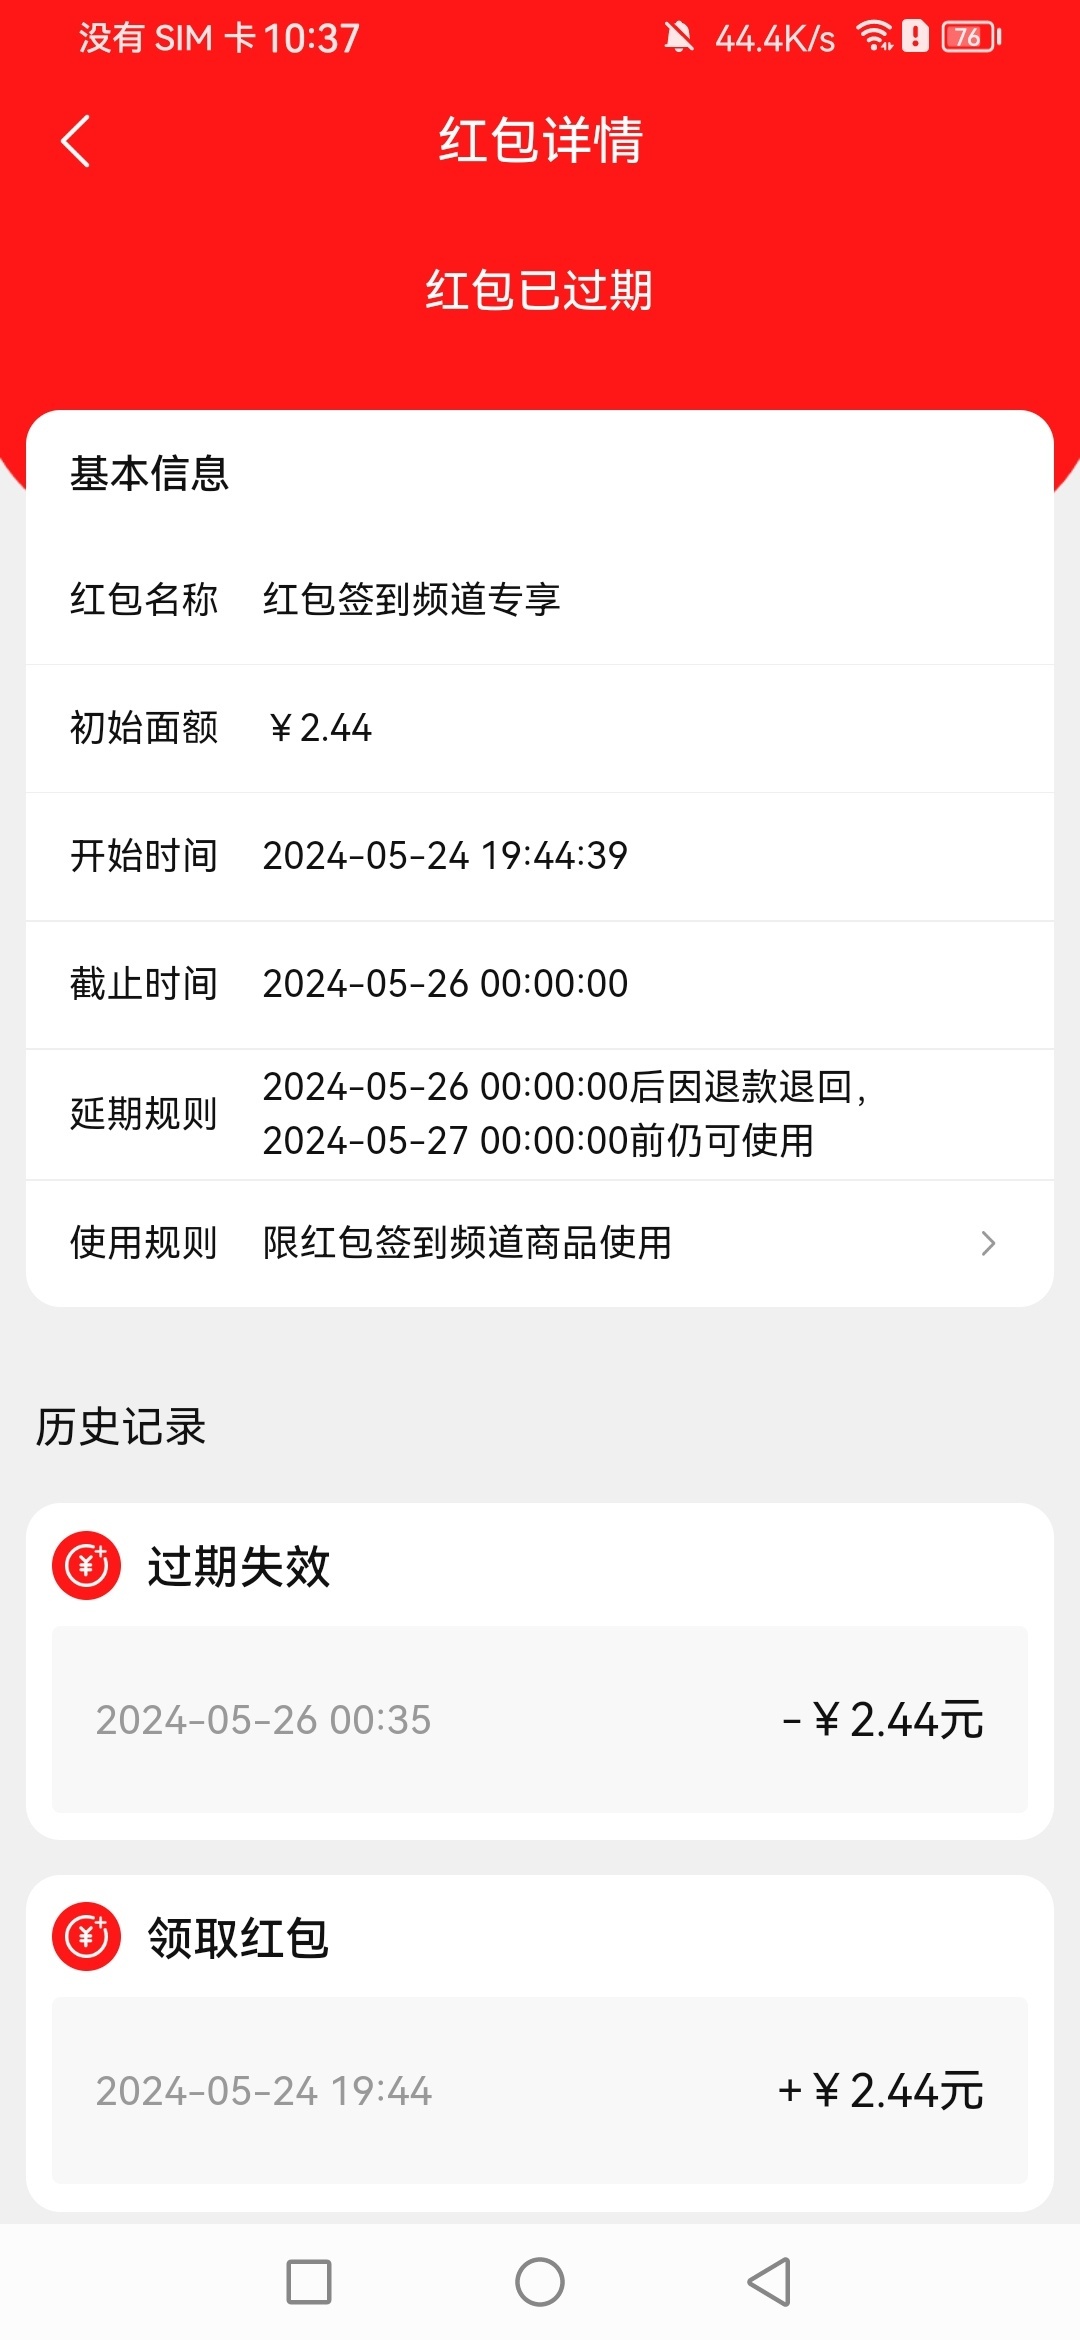 没有 SIM 卡 10:37 44.4K/s 76
红包详情
红包已过期
基本信息
红包名称 红包签到频道专享
初始面额 ￥2.44
开始时间 2024-05-24 19:44:39
截止时间 2024-05-26 00:00:00
延期规则 2024-05-26 00:00:00后因退款退回，
2024-05-27 00:00:00前仍可使用
使用规则 限红包签到频道商品使用
历史记录
过期失效
2024-05-26 00:35 -￥2.44元
领取红包
2024-05-24 19:44 +￥2.44元